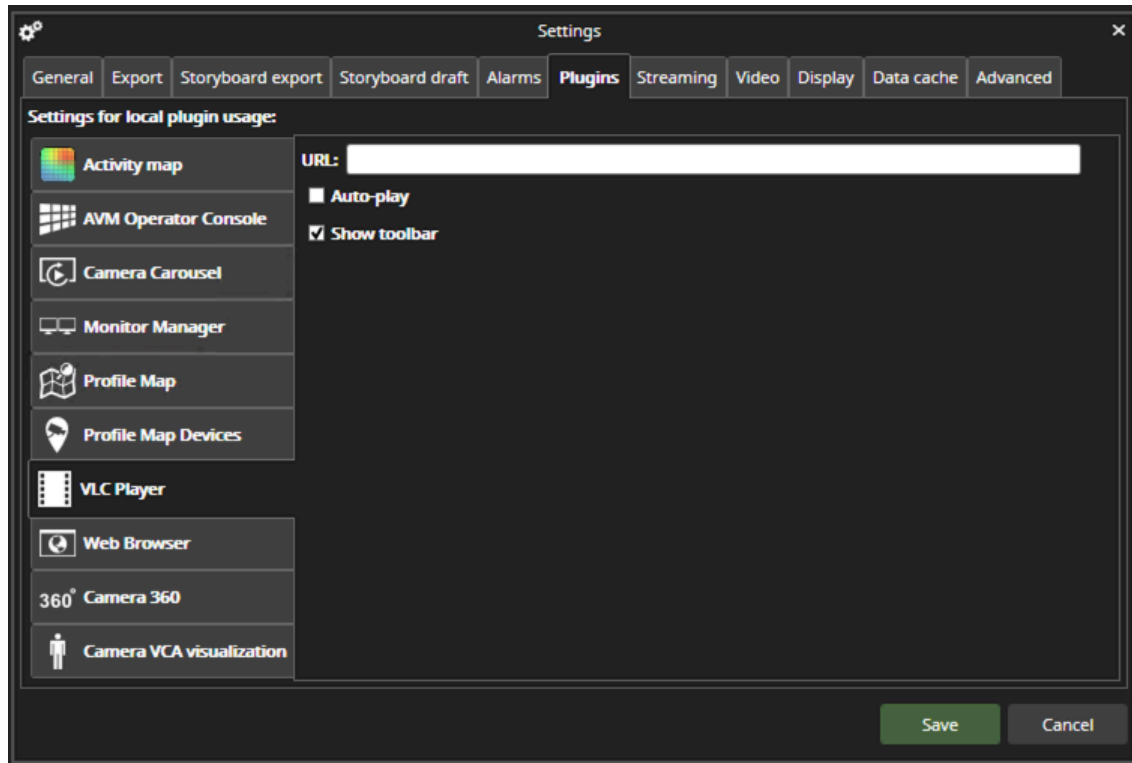 Settings
General Export Storyboard export Storyboard draft Alarms Plugins Streaming Video Display Data cache Advanced
Settings for local plugin usage:
Activity map
AVM Operator Console
Camera Carousel
Monitor Manager
Profile Map
Profile Map Devices
VLC Player
Web Browser
360° Camera 360
Camera VCA visualization
URL:
Auto-play
Show toolbar
Save Cancel